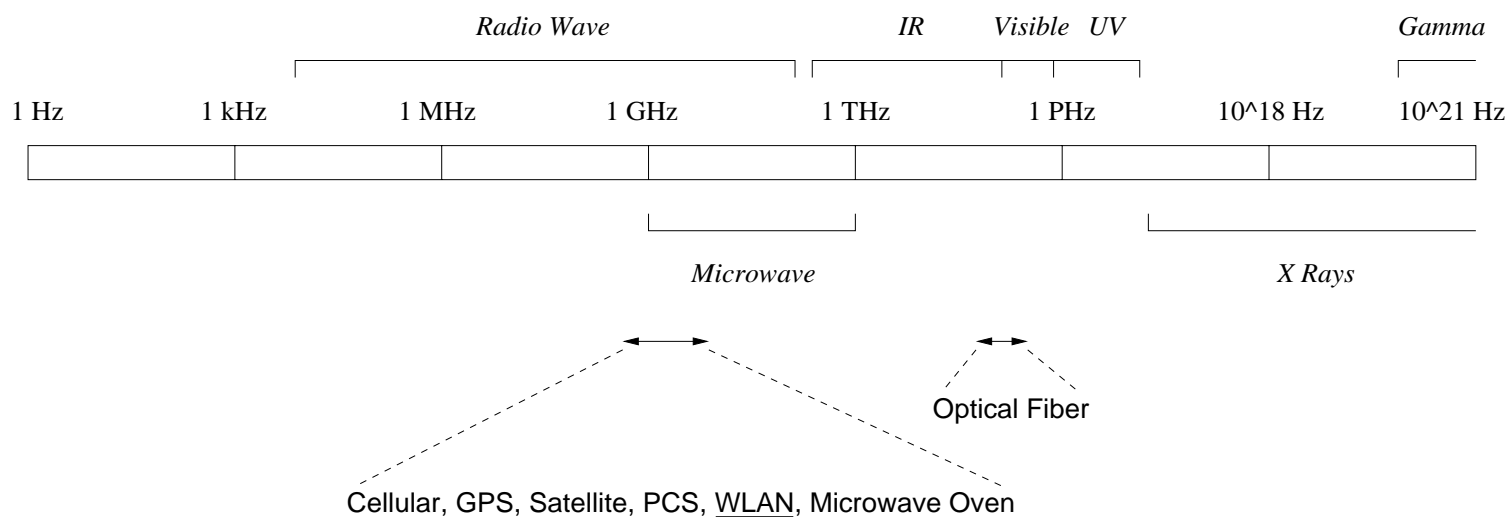 Radio Wave IR Visible UV Gamma
1 Hz 1 kHz 1 MHz 1 GHz 1 THz 1 PHz 10^18 Hz 10^21 Hz
Microwave X Rays
Optical Fiber
Cellular, GPS, Satellite, PCS, WLAN, Microwave Oven